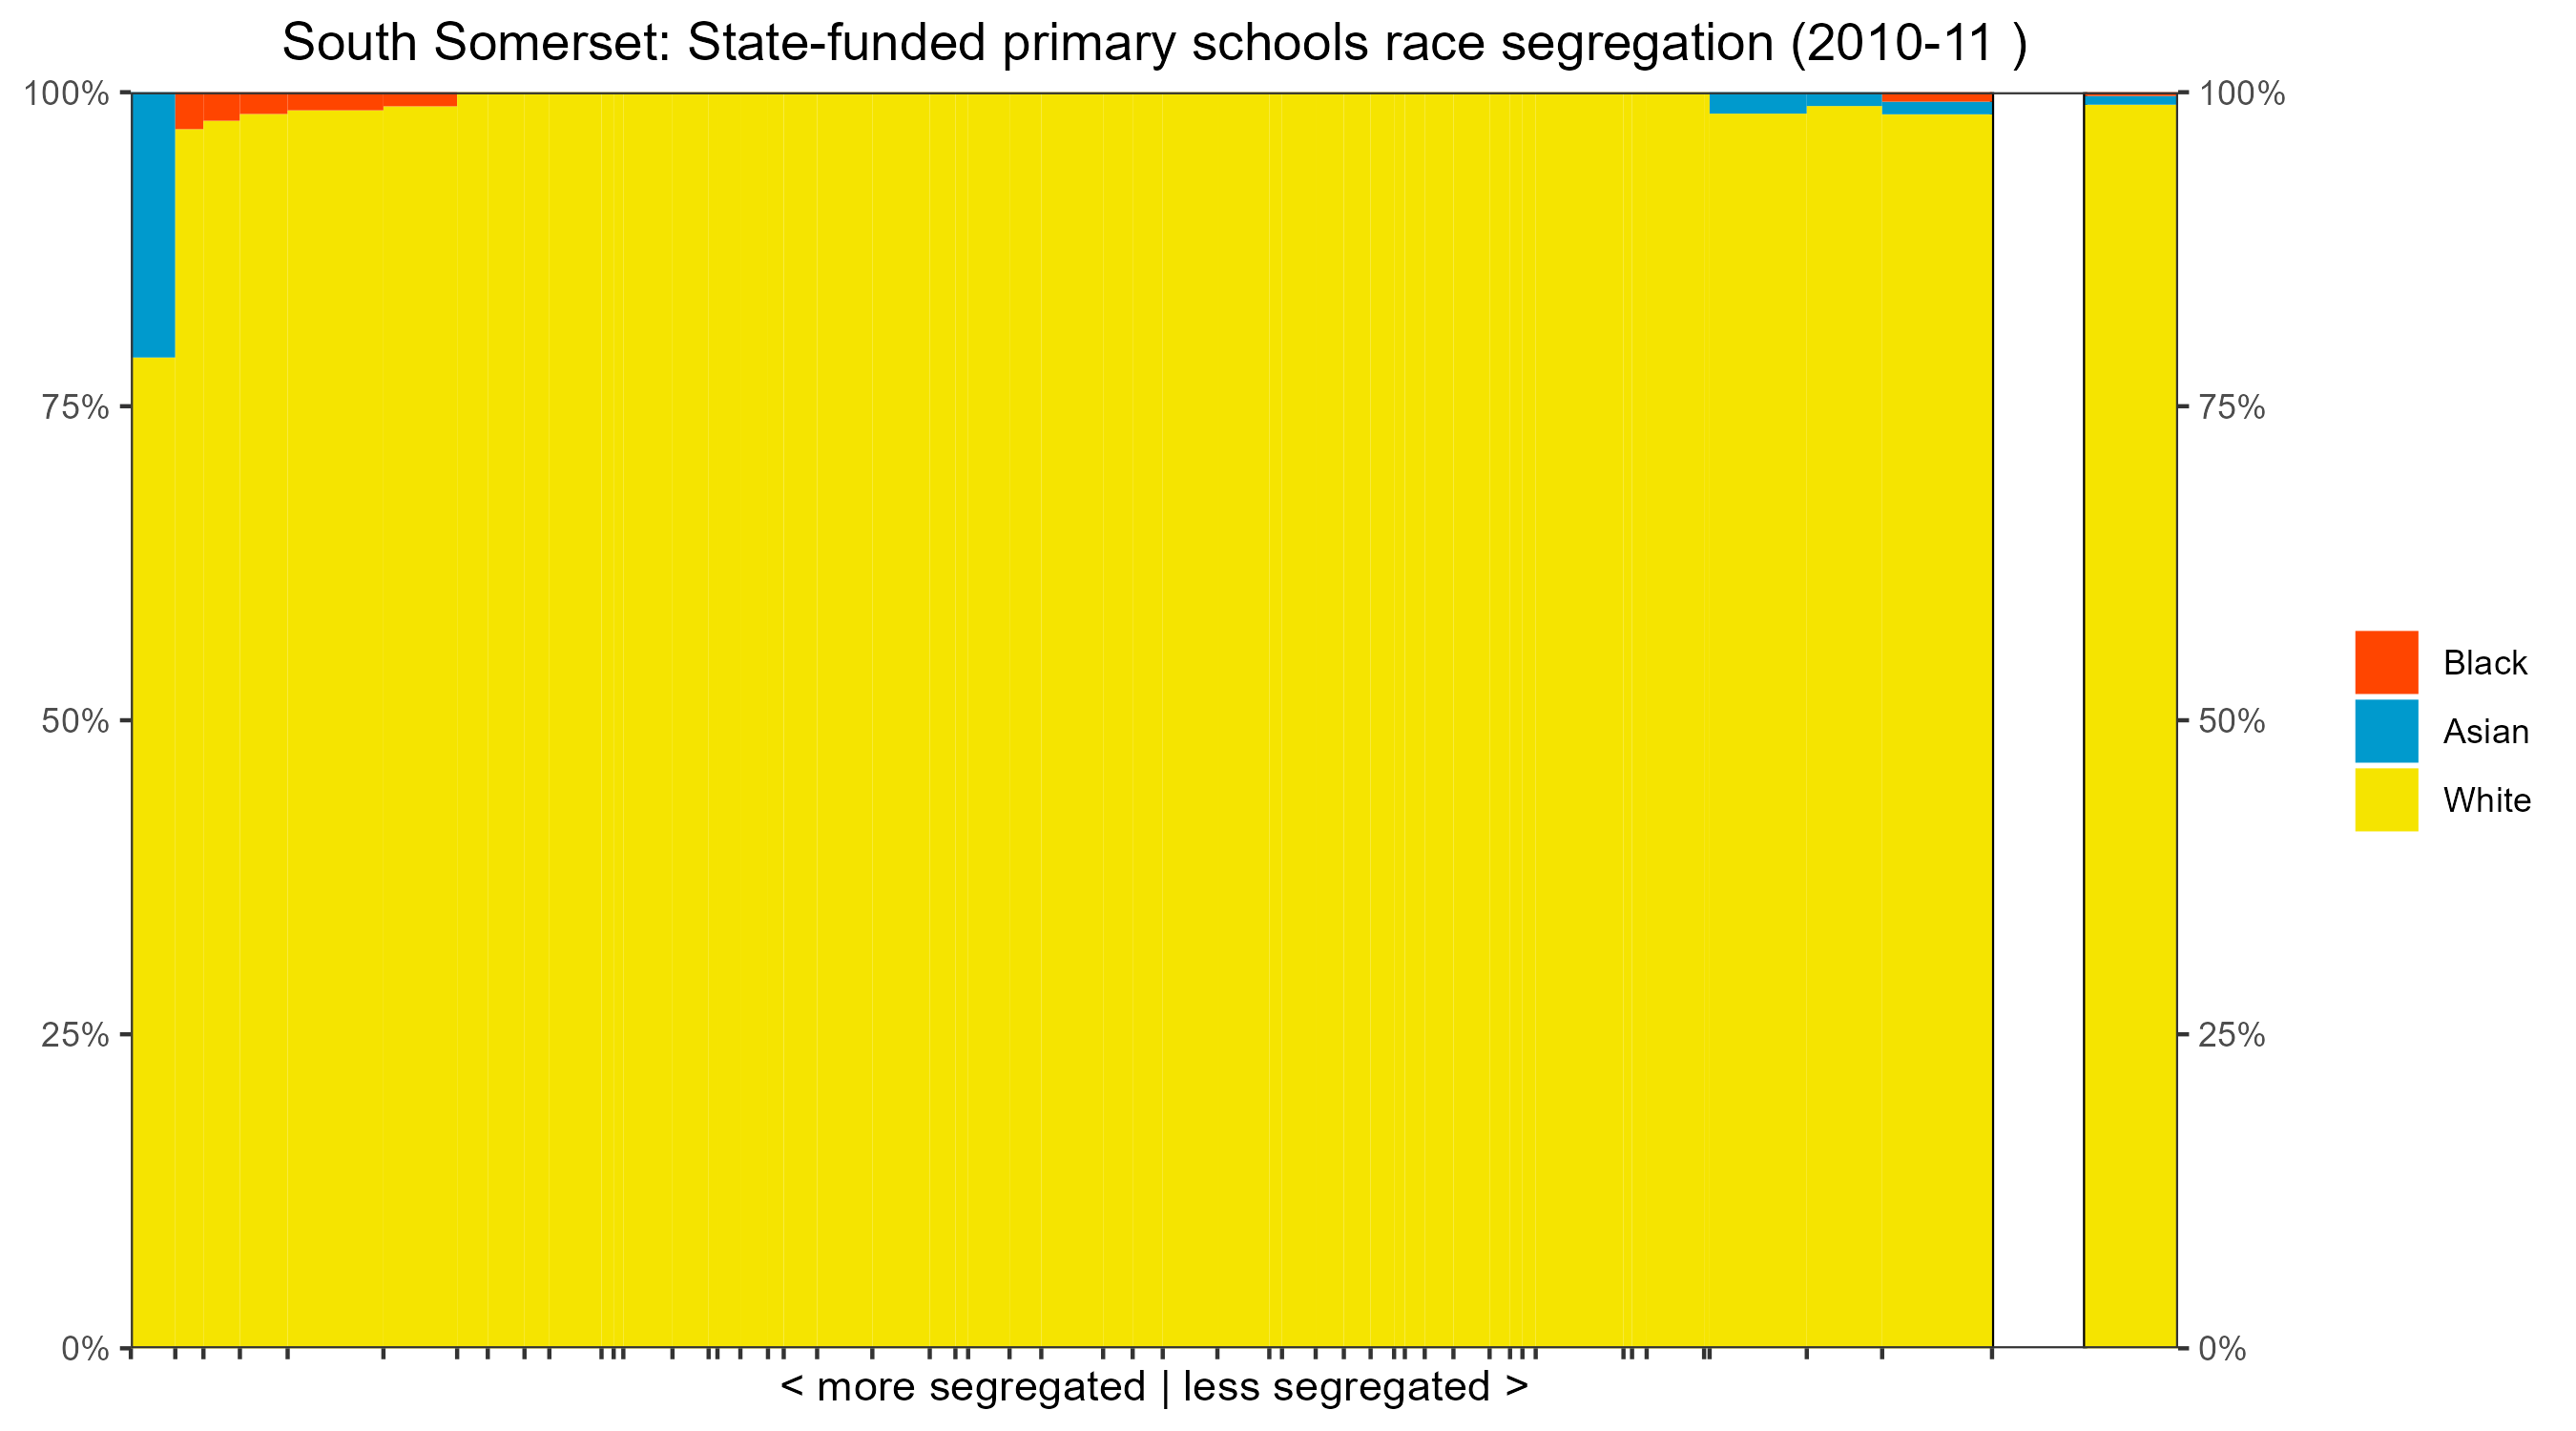 South Somerset: State-funded primary schools race segregation (2010-11 )
100%
75%
50%
25%
0%
100%
75%
50%
25%
0%
Black
Asian
White
< more segregated | less segregated >